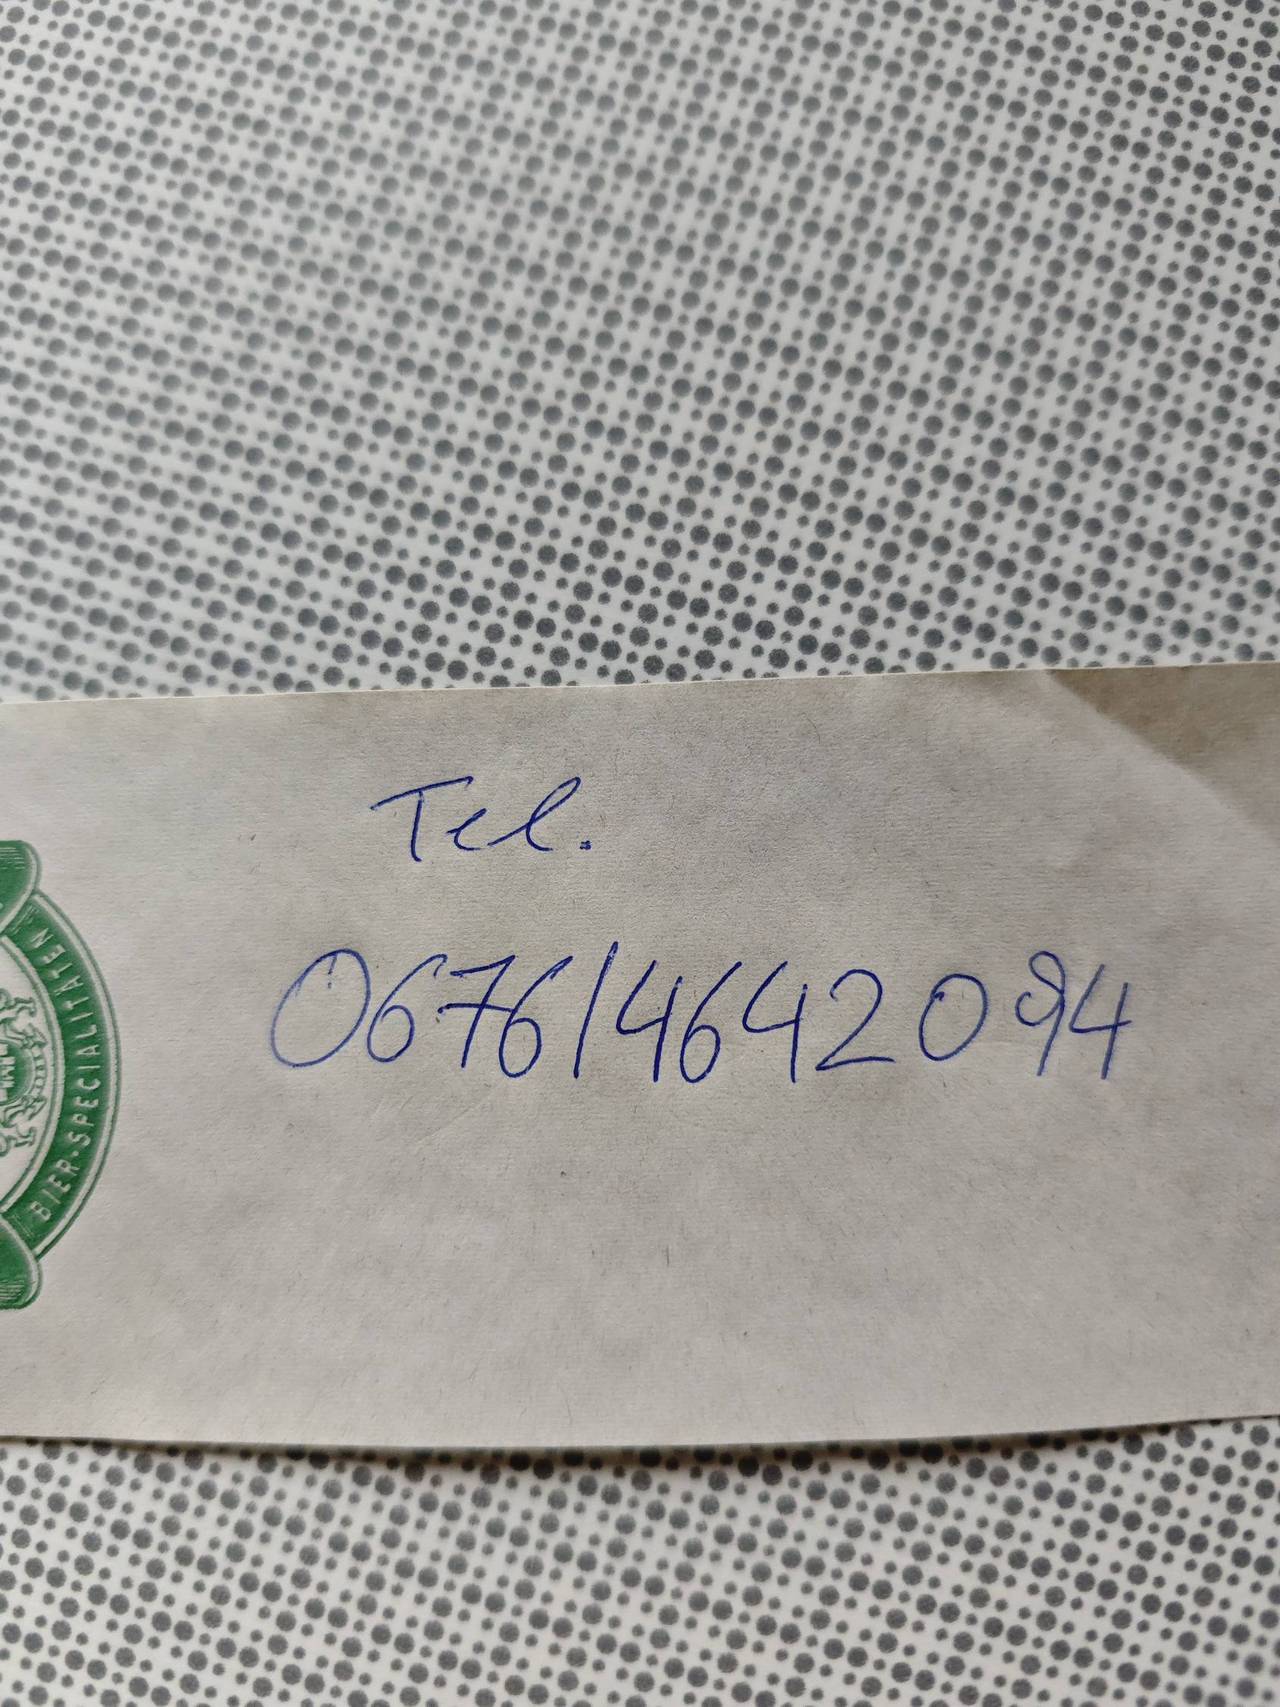 Tel.
0676/4642094
BIER-SPECIALITÄTEN